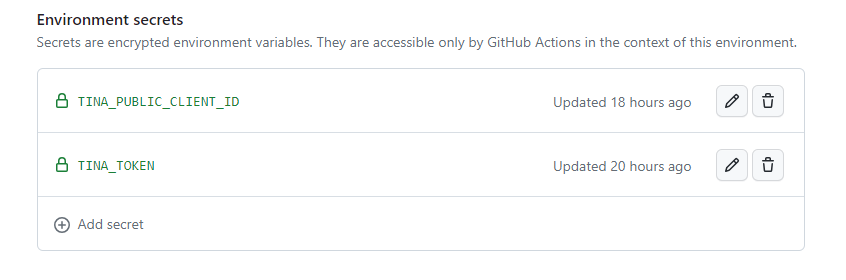 Environment secrets
Secrets are encrypted environment variables. They are accessible only by GitHub Actions in the context of this environment.
TINA_PUBLIC_CLIENT_ID Updated 18 hours ago
TINA_TOKEN Updated 20 hours ago
Add secret